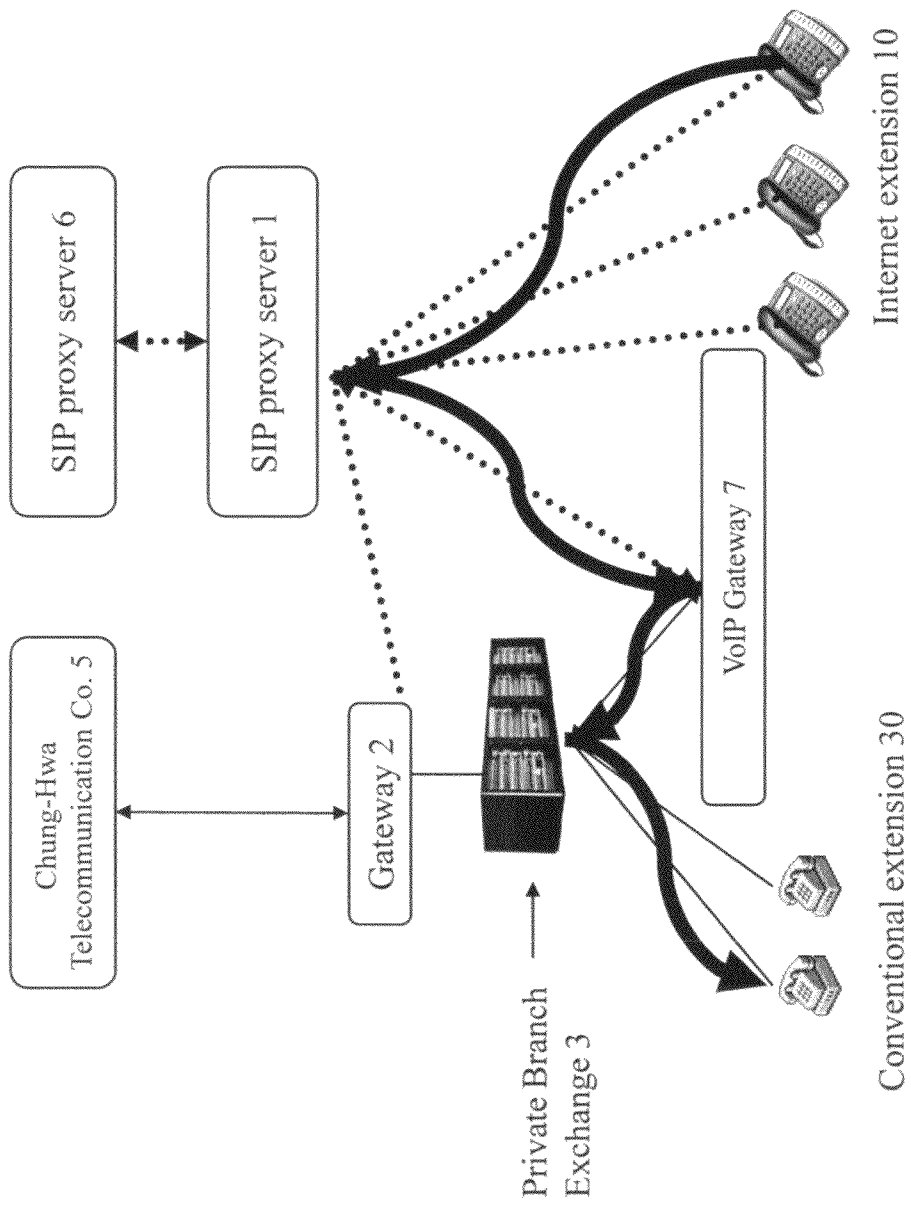 Chung-Hwa
Telecommunication Co. 5
SIP proxy server 6
SIP proxy server 1
Gateway 2
Private Branch
Exchange 3
VoIP Gateway 7
Conventional extension 30
Internet extension 10